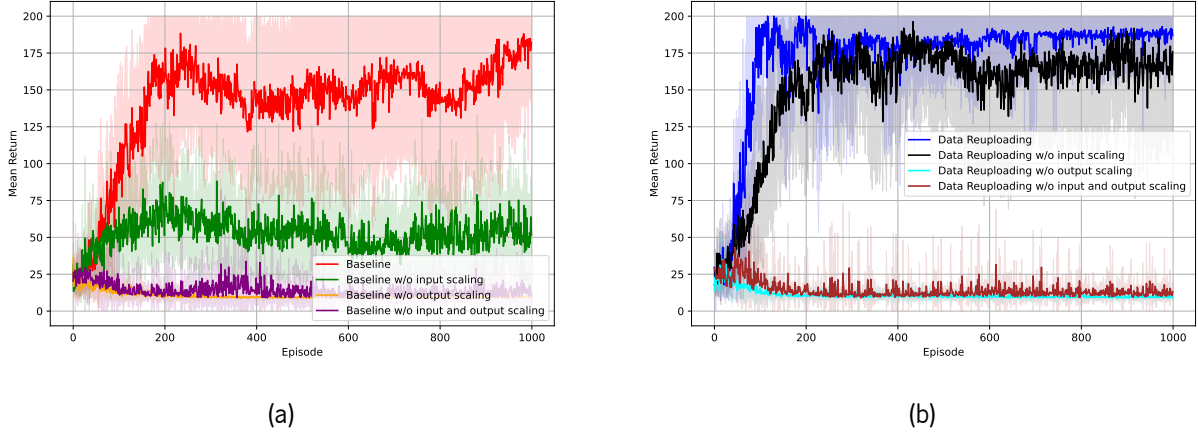 200
175
150
125
100
75
50
25
0
Mean Return
0
200
400
600
800
1000
Episode
Baseline
Baseline w/o input scaling
Baseline w/o output scaling
Baseline w/o input and output scaling
(a)
200
175
150
125
100
75
50
25
0
Mean Return
0
200
400
600
800
1000
Episode
Data Reuploading
Data Reuploading w/o input scaling
Data Reuploading w/o output scaling
Data Reuploading w/o input and output scaling
(b)